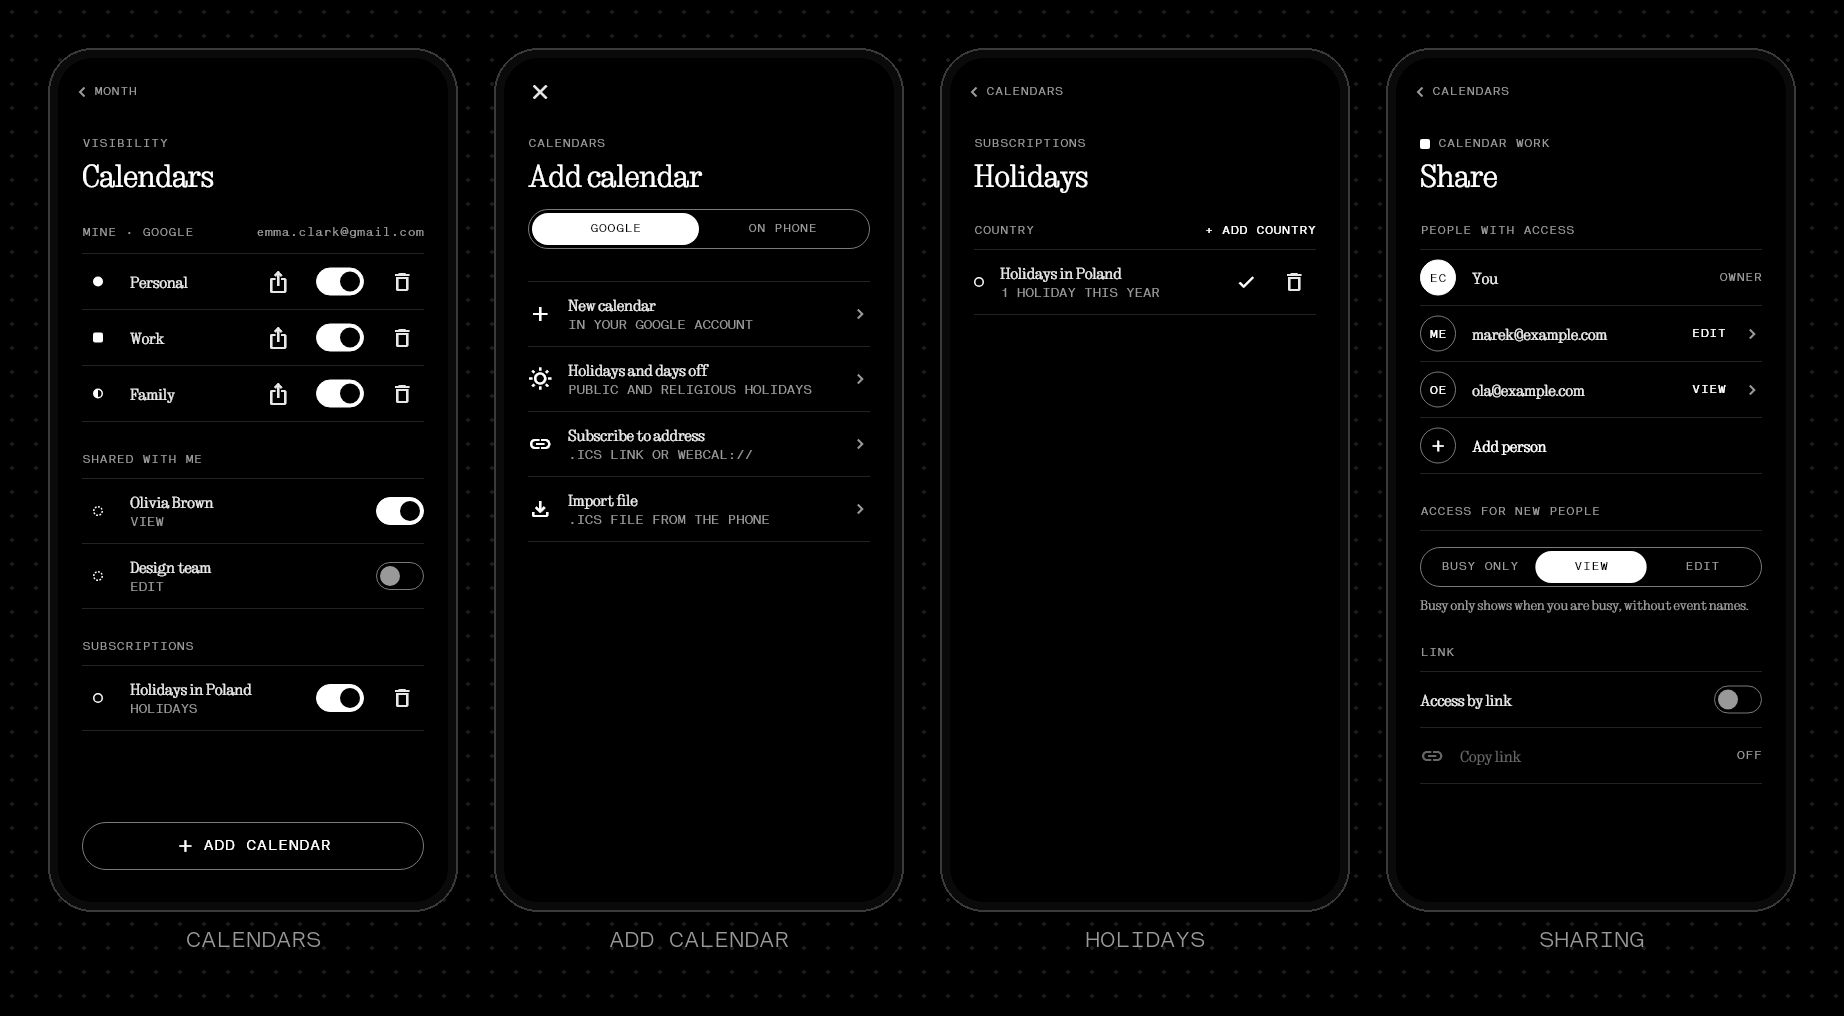 MONTH
VISIBILITY
Calendars
MINE · GOOGLE emma.clark@gmail.com
Personal
Work
Family
SHARED WITH ME
Olivia Brown
VIEW
Design team
EDIT
SUBSCRIPTIONS
Holidays in Poland
HOLIDAYS
+ ADD CALENDAR
CALENDARS
CALENDARS
Add calendar
GOOGLE ON PHONE
New calendar
IN YOUR GOOGLE ACCOUNT
Holidays and days off
PUBLIC AND RELIGIOUS HOLIDAYS
Subscribe to address
.ICS LINK OR WEBCAL://
Import file
.ICS FILE FROM THE PHONE
ADD CALENDAR
CALENDARS
SUBSCRIPTIONS
Holidays
COUNTRY + ADD COUNTRY
Holidays in Poland
1 HOLIDAY THIS YEAR
HOLIDAYS
CALENDARS
CALENDAR WORK
Share
PEOPLE WITH ACCESS
EC You OWNER
ME marek@example.com EDIT
OE ola@example.com VIEW
+ Add person
ACCESS FOR NEW PEOPLE
BUSY ONLY VIEW EDIT
Busy only shows when you are busy, without event names.
LINK
Access by link
Copy link OFF
SHARING